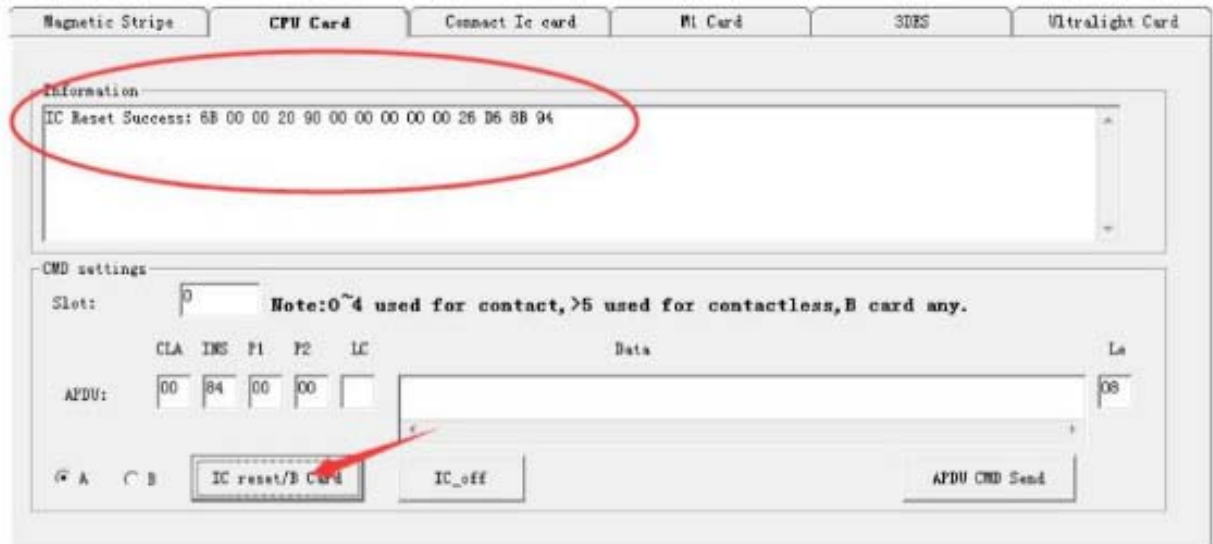 Magnetic Stripe CPU Card Connact Ic card M1 Card 3DES Ultralight Card
Information
IC Reset Success: 6B 00 00 20 90 00 00 00 00 00 26 D6 8B 94
CMD settings
Slot: 0 Note:0~4 used for contact,>5 used for contactless,B card any.
CLA INS P1 P2 LC Data Le
APDU: 00 84 00 00 08
A B IC reset/B Card IC_off APDU CMD Send